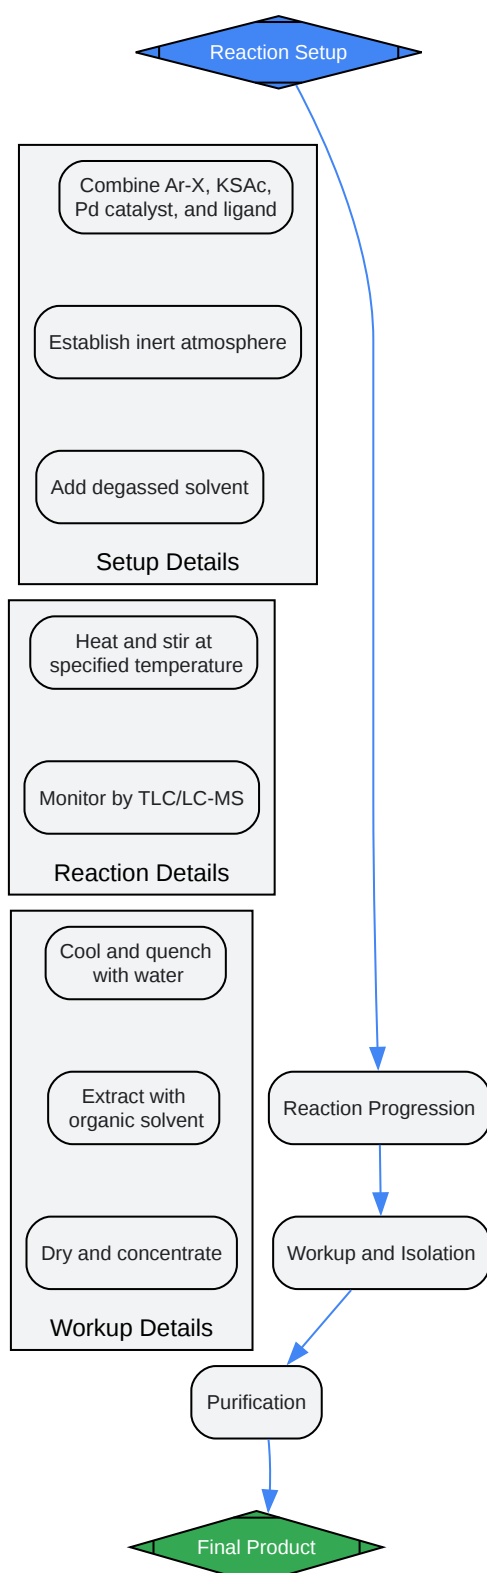 Reaction Setup
Combine Ar-X, KSAc,
Pd catalyst, and ligand
Establish inert atmosphere
Add degassed solvent
Setup Details
Heat and stir at
specified temperature
Monitor by TLC/LC-MS
Reaction Details
Cool and quench
with water
Extract with
organic solvent
Dry and concentrate
Workup Details
Reaction Progression
Workup and Isolation
Purification
Final Product